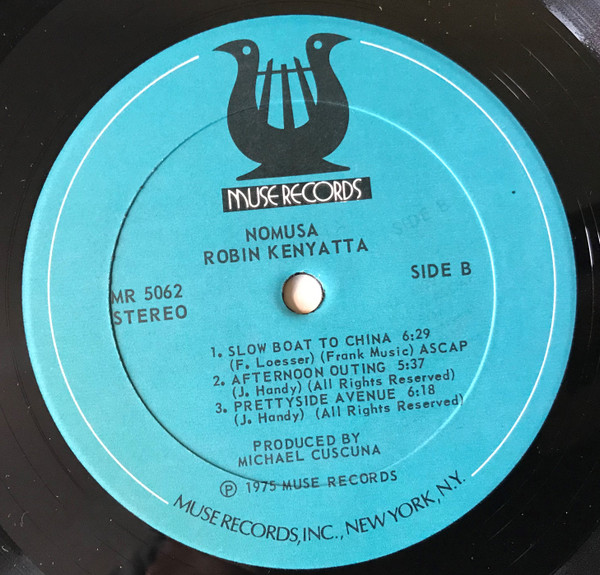 MUSE RECORDS
NOMUSA
ROBIN KENYATTA
SIDE B
SIDE B
MR 5062
STEREO
1. SLOW BOAT TO CHINA 6:29
(F. Loesser) (Frank Music) ASCAP
2. AFTERNOON OUTING 5:37
(J. Handy) (All Rights Reserved)
3. PRETTYSIDE AVENUE 6:18
(J. Handy) (All Rights Reserved)
PRODUCED BY
MICHAEL CUSCUNA
Ⓟ 1975 MUSE RECORDS
MUSE RECORDS, INC., NEW YORK, N.Y.